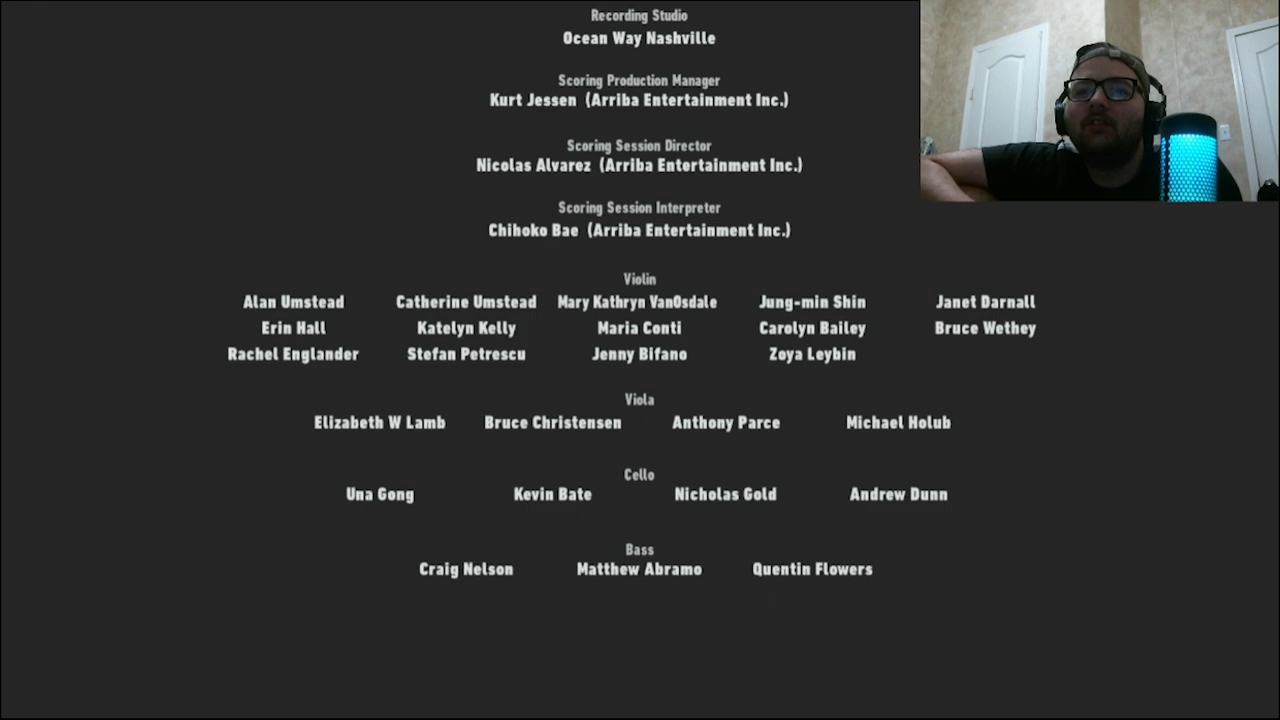 Recording Studio
Ocean Way Nashville
Scoring Production Manager
Kurt Jessen (Arriba Entertainment Inc.)
Scoring Session Director
Nicolas Alvarez (Arriba Entertainment Inc.)
Scoring Session Interpreter
Chihoko Bae (Arriba Entertainment Inc.)
Violin
Alan Umstead Catherine Umstead Mary Kathryn VanOsdale Jung-min Shin Janet Darnall
Erin Hall Katelyn Kelly Maria Conti Carolyn Bailey Bruce Wethey
Rachel Englander Stefan Petrescu Jenny Bifano Zoya Leybin
Viola
Elizabeth W Lamb Bruce Christensen Anthony Parce Michael Holub
Cello
Una Gong Kevin Bate Nicholas Gold Andrew Dunn
Bass
Craig Nelson Matthew Abramo Quentin Flowers